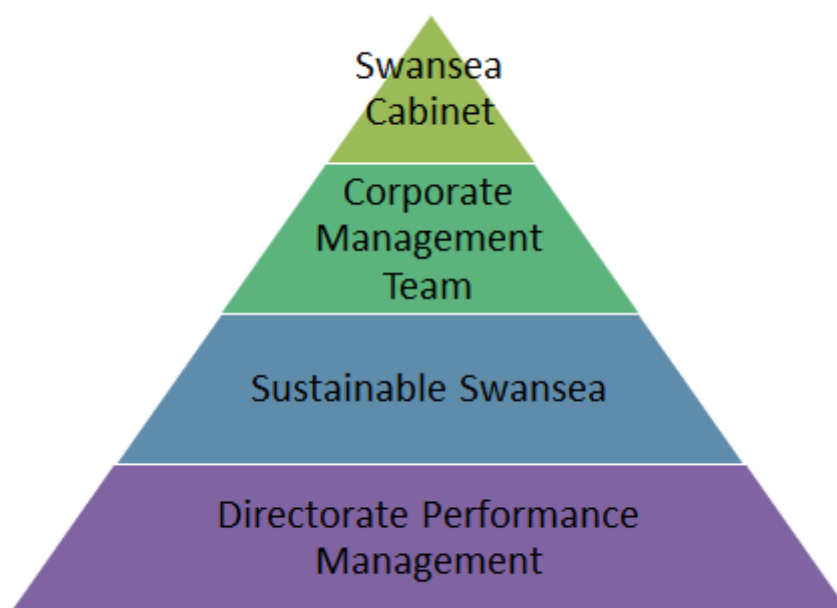 Swansea
Cabinet
Corporate
Management
Team
Sustainable Swansea
Directorate Performance
Management